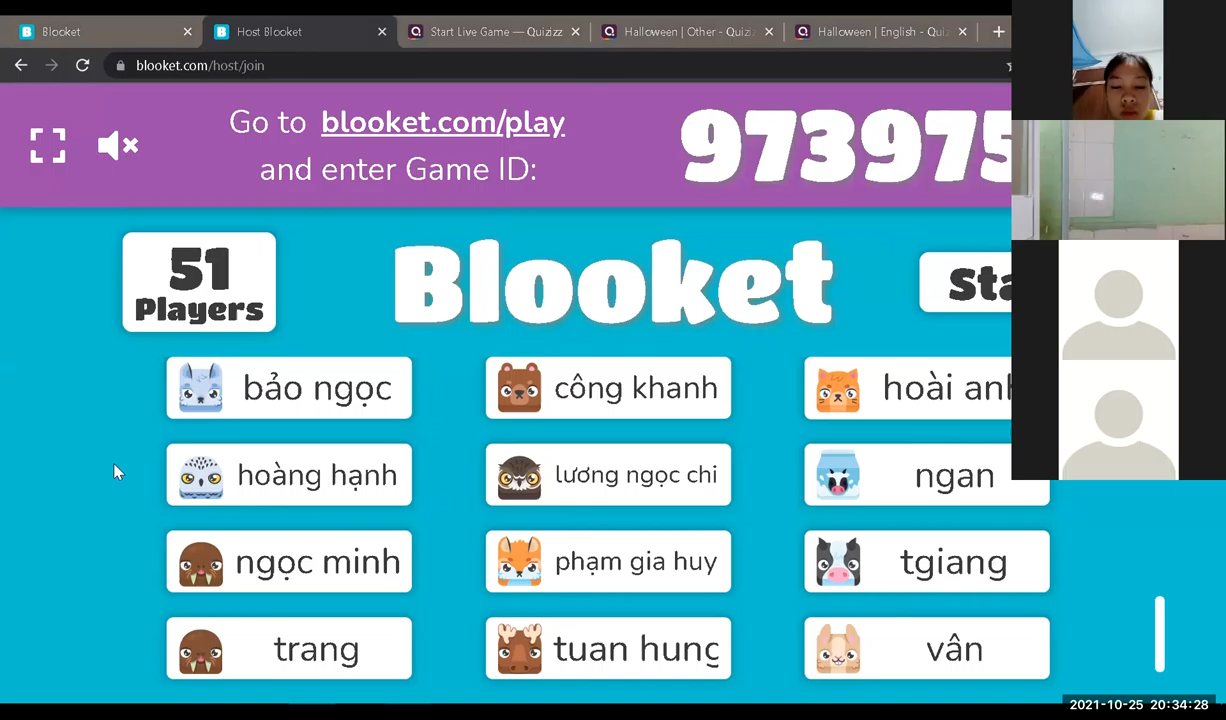 Blooket
Host Blooket
Start Live Game — Quizizz
Halloween | Other - Quiz
Halloween | English - Qui
blooket.com/host/join
Go to blooket.com/play
and enter Game ID:
973975
51
Players
Blooket
Sta
bảo ngọc
công khanh
hoài anh
hoàng hạnh
lương ngọc chi
ngan
ngọc minh
phạm gia huy
tgiang
trang
tuan hung
vân
2021-10-25 20:34:28